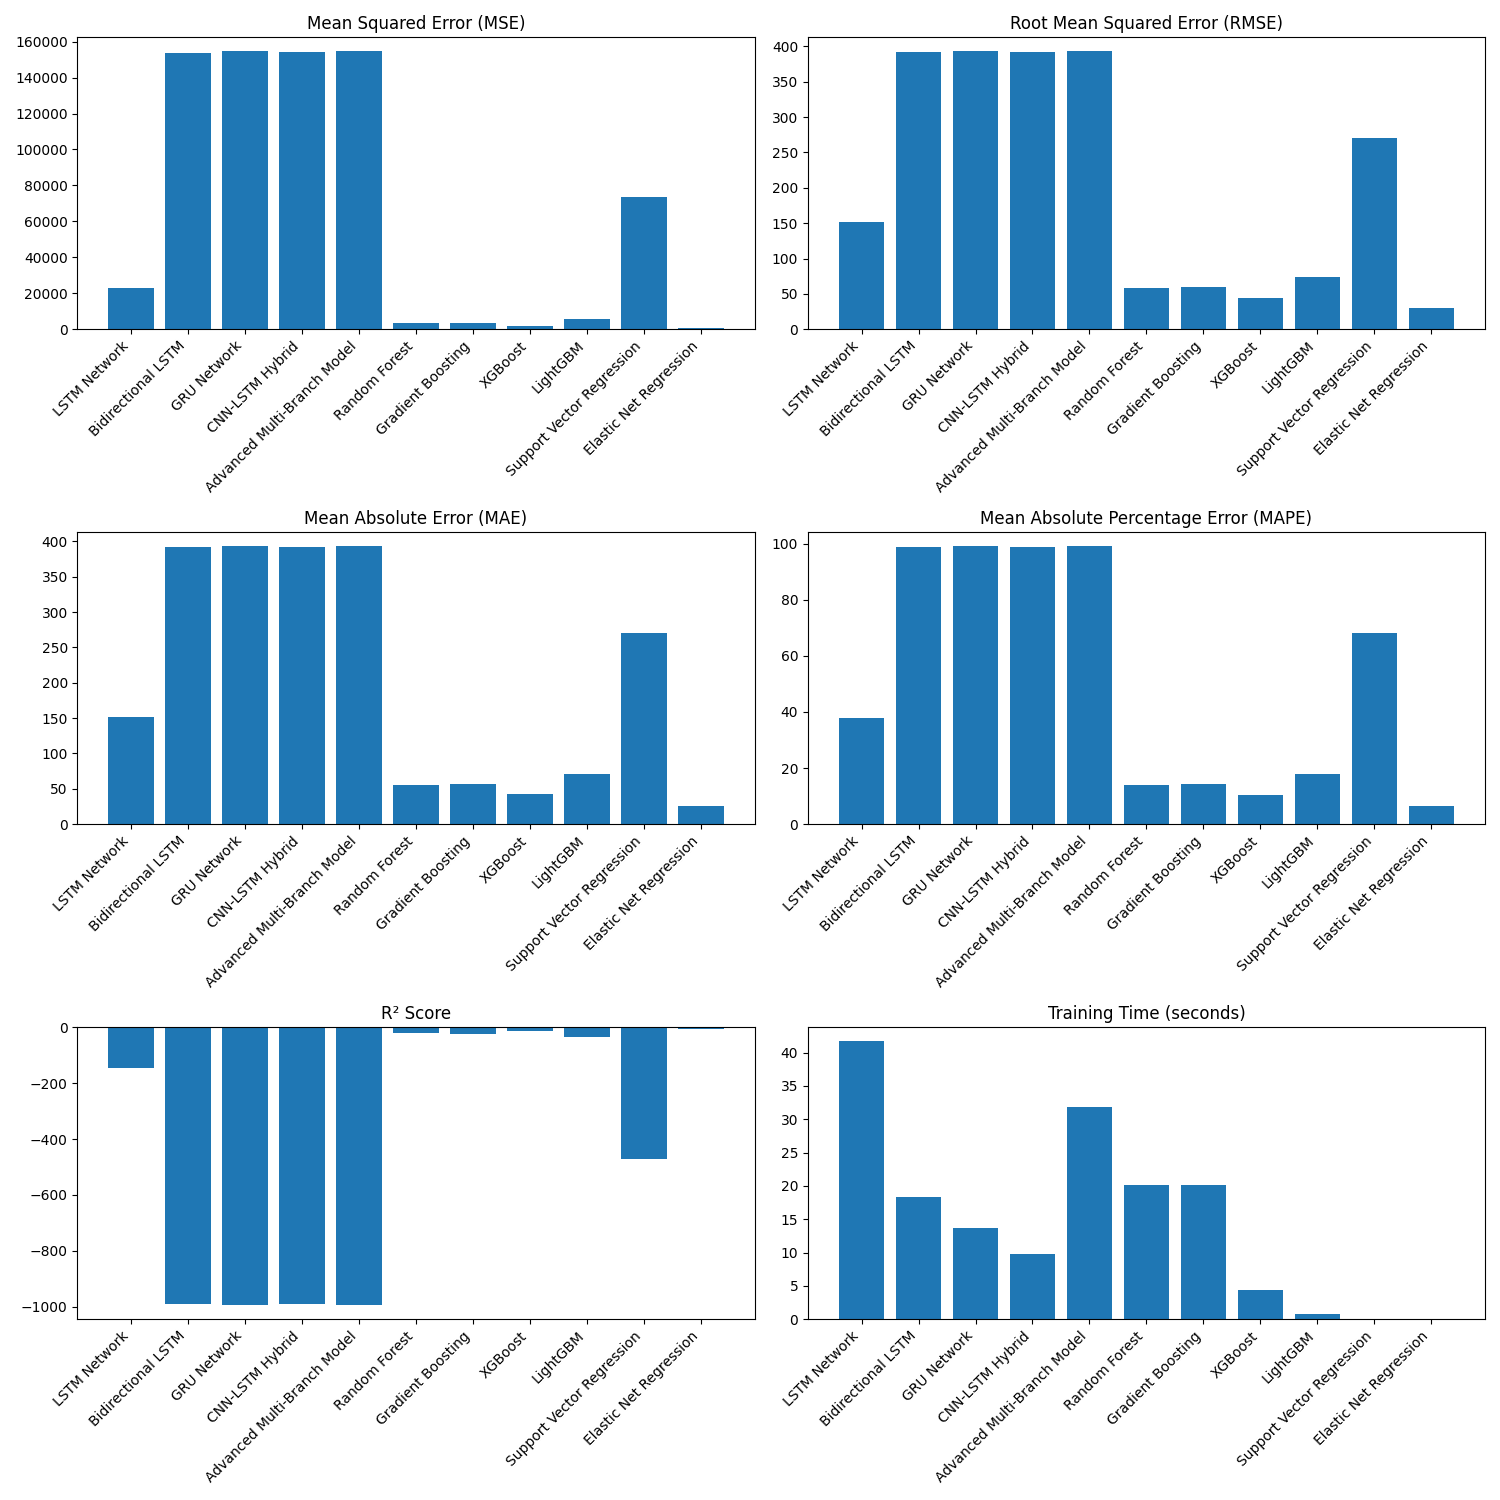 Mean Squared Error (MSE)
160000
140000
120000
100000
80000
60000
40000
20000
0
LSTM Network
Bidirectional LSTM
GRU Network
CNN-LSTM Hybrid
Advanced Multi-Branch Model
Random Forest
Gradient Boosting
XGBoost
LightGBM
Support Vector Regression
Elastic Net Regression
Root Mean Squared Error (RMSE)
400
350
300
250
200
150
100
50
0
LSTM Network
Bidirectional LSTM
GRU Network
CNN-LSTM Hybrid
Advanced Multi-Branch Model
Random Forest
Gradient Boosting
XGBoost
LightGBM
Support Vector Regression
Elastic Net Regression
Mean Absolute Error (MAE)
400
350
300
250
200
150
100
50
0
LSTM Network
Bidirectional LSTM
GRU Network
CNN-LSTM Hybrid
Advanced Multi-Branch Model
Random Forest
Gradient Boosting
XGBoost
LightGBM
Support Vector Regression
Elastic Net Regression
Mean Absolute Percentage Error (MAPE)
100
80
60
40
20
0
LSTM Network
Bidirectional LSTM
GRU Network
CNN-LSTM Hybrid
Advanced Multi-Branch Model
Random Forest
Gradient Boosting
XGBoost
LightGBM
Support Vector Regression
Elastic Net Regression
R² Score
0
−200
−400
−600
−800
−1000
LSTM Network
Bidirectional LSTM
GRU Network
CNN-LSTM Hybrid
Advanced Multi-Branch Model
Random Forest
Gradient Boosting
XGBoost
LightGBM
Support Vector Regression
Elastic Net Regression
Training Time (seconds)
40
35
30
25
20
15
10
5
0
LSTM Network
Bidirectional LSTM
GRU Network
CNN-LSTM Hybrid
Advanced Multi-Branch Model
Random Forest
Gradient Boosting
XGBoost
LightGBM
Support Vector Regression
Elastic Net Regression